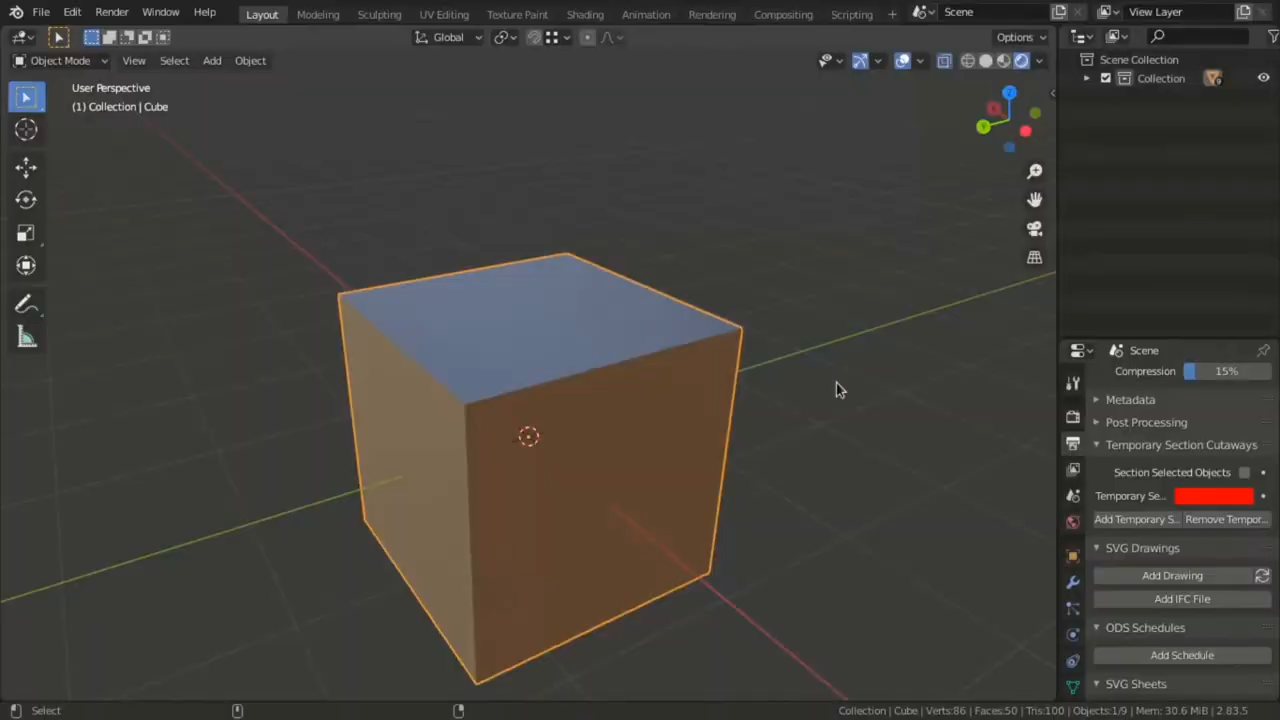 File Edit Render Window Help Layout Modeling Sculpting UV Editing Texture Paint Shading Animation Rendering Compositing Scripting + Scene View Layer
Global Options
Object Mode View Select Add Object
User Perspective
(1) Collection | Cube
Z
Y
Scene Collection
Collection
Scene
Compression 15%
Metadata
Post Processing
Temporary Section Cutaways
Section Selected Objects
Temporary Se...
Add Temporary S... Remove Tempor...
SVG Drawings
Add Drawing
Add IFC File
ODS Schedules
Add Schedule
SVG Sheets
Select
Collection | Cube | Verts:86 | Faces:50 | Tris:100 | Objects:1/9 | Mem: 30.6 MiB | 2.83.5